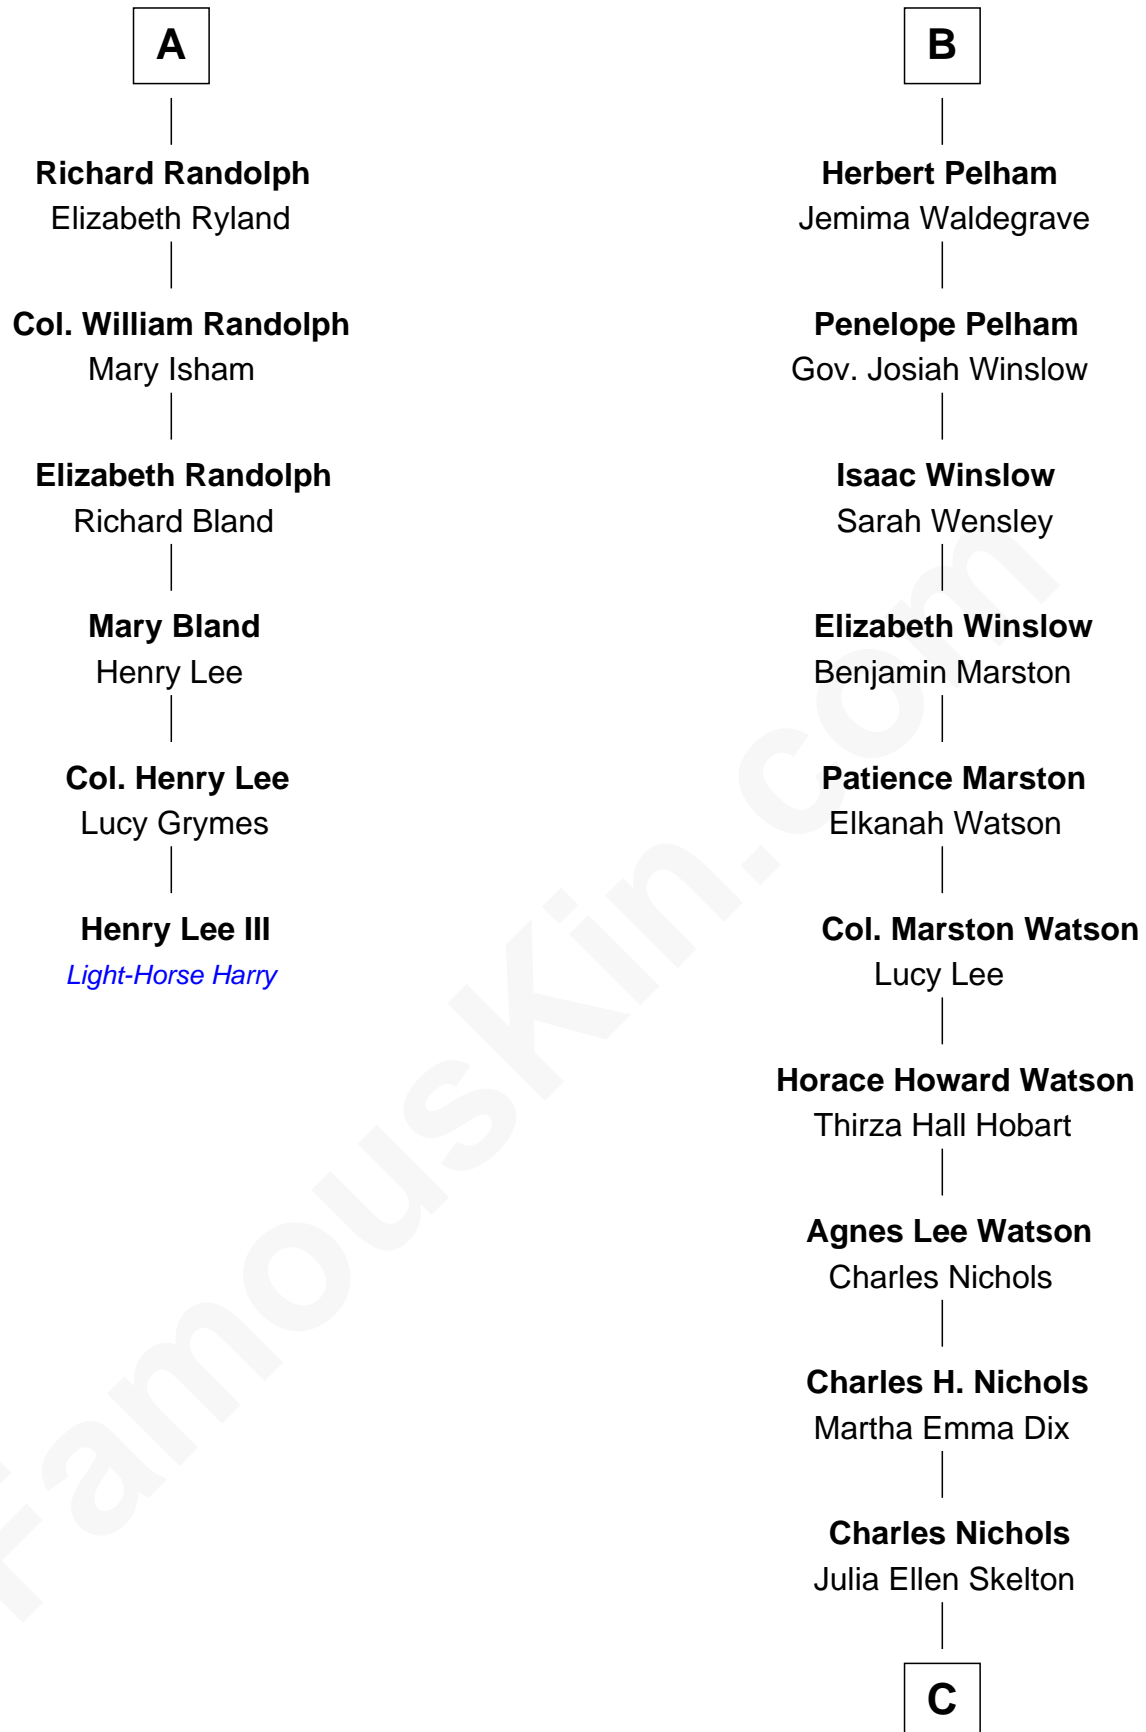 A
Richard Randolph
Elizabeth Ryland
Col. William Randolph
Mary Isham
Elizabeth Randolph
Richard Bland
Mary Bland
Henry Lee
Col. Henry Lee
Lucy Grymes
Henry Lee III
Light-Horse Harry
B
Herbert Pelham
Jemima Waldegrave
Penelope Pelham
Gov. Josiah Winslow
Isaac Winslow
Sarah Wensley
Elizabeth Winslow
Benjamin Marston
Patience Marston
Elkanah Watson
Col. Marston Watson
Lucy Lee
Horace Howard Watson
Thirza Hall Hobart
Agnes Lee Watson
Charles Nichols
Charles H. Nichols
Martha Emma Dix
Charles Nichols
Julia Ellen Skelton
C
FamousKin.com